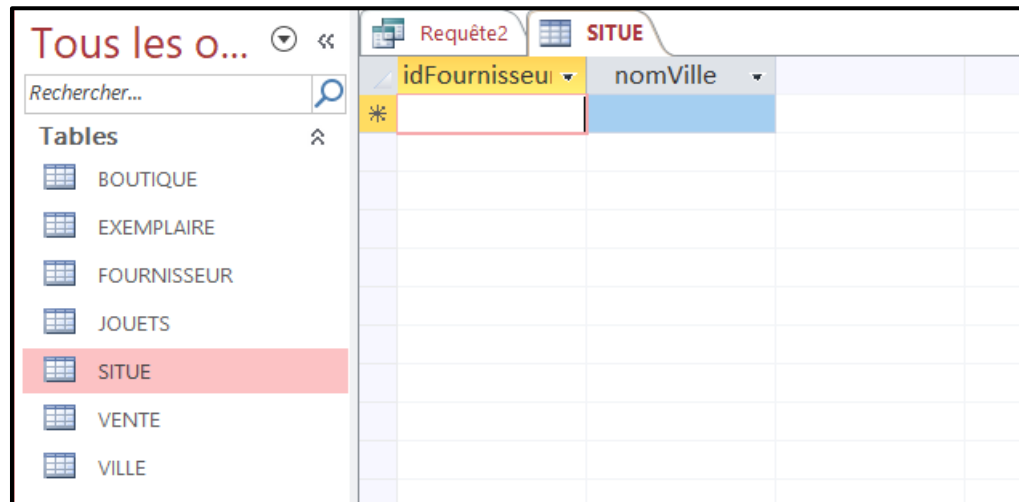 Tous les o...
Rechercher...
Tables
BOUTIQUE
EXEMPLAIRE
FOURNISSEUR
JOUETS
SITUE
VENTE
VILLE
Requête2 SITUE
idFournisseur nomVille